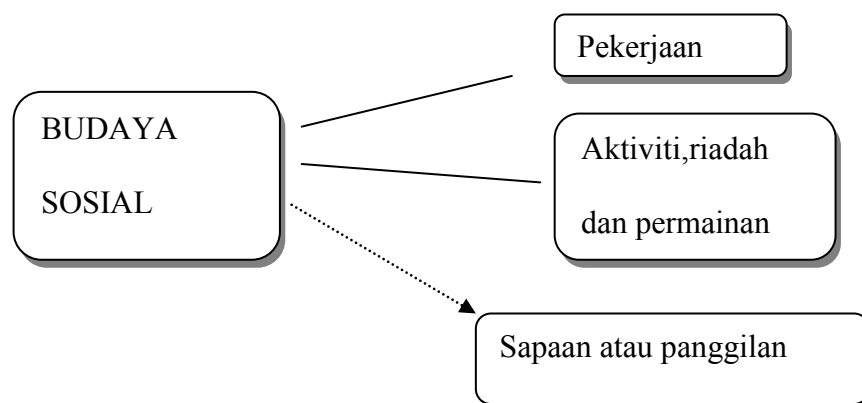 Pekerjaan
BUDAYA
SOSIAL
Aktiviti,riadah
dan permainan
Sapaan atau panggilan